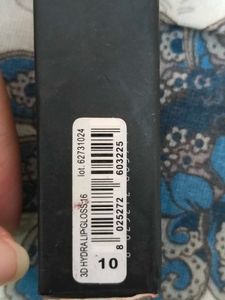 3D HYDRA LIPGLOSS 16
lot. 62731024
8 025272 603225
10